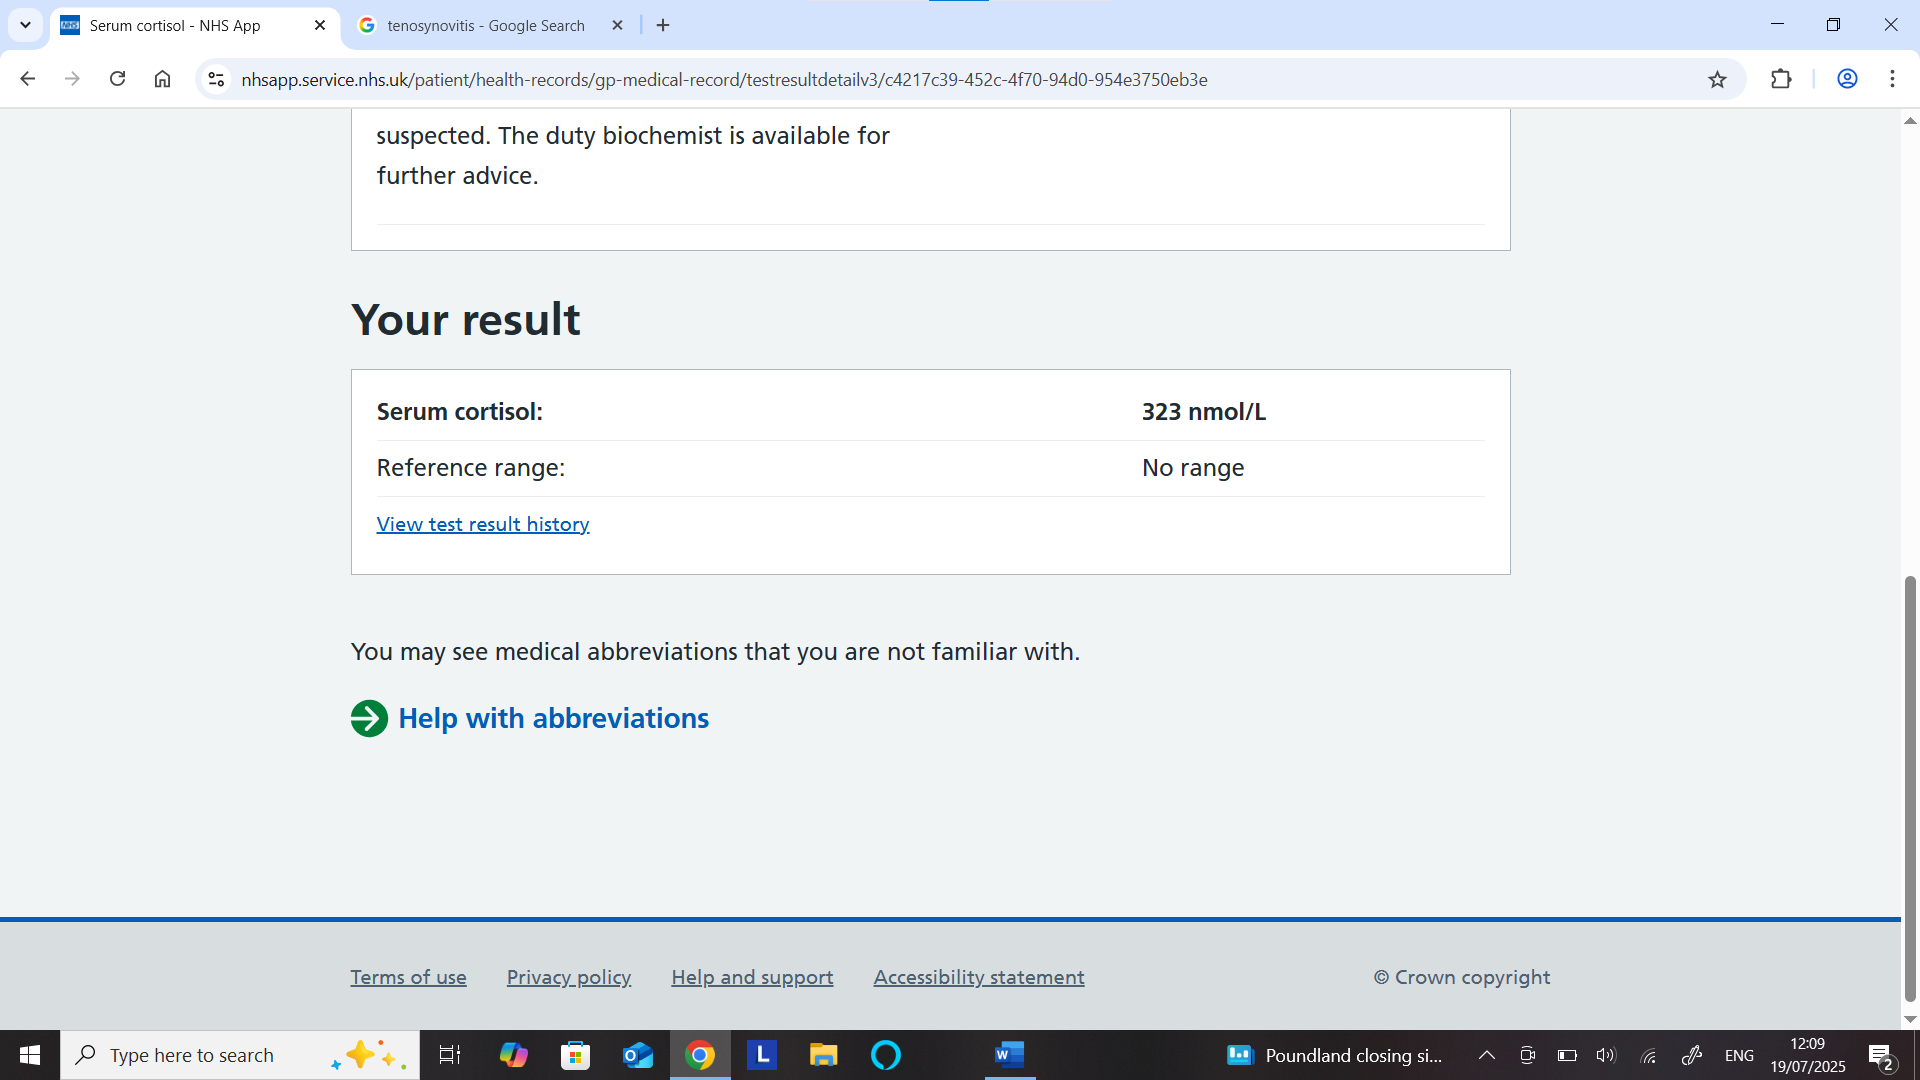 Serum cortisol - NHS App
tenosynovitis - Google Search
nhsapp.service.nhs.uk/patient/health-records/gp-medical-record/testresultdetailv3/c4217c39-452c-4f70-94d0-954e3750eb3e
suspected. The duty biochemist is available for
further advice.
Your result
Serum cortisol: 323 nmol/L
Reference range: No range
View test result history
You may see medical abbreviations that you are not familiar with.
Help with abbreviations
Terms of use Privacy policy Help and support Accessibility statement © Crown copyright
Type here to search
L
Poundland closing si...
ENG
12:09
19/07/2025
2